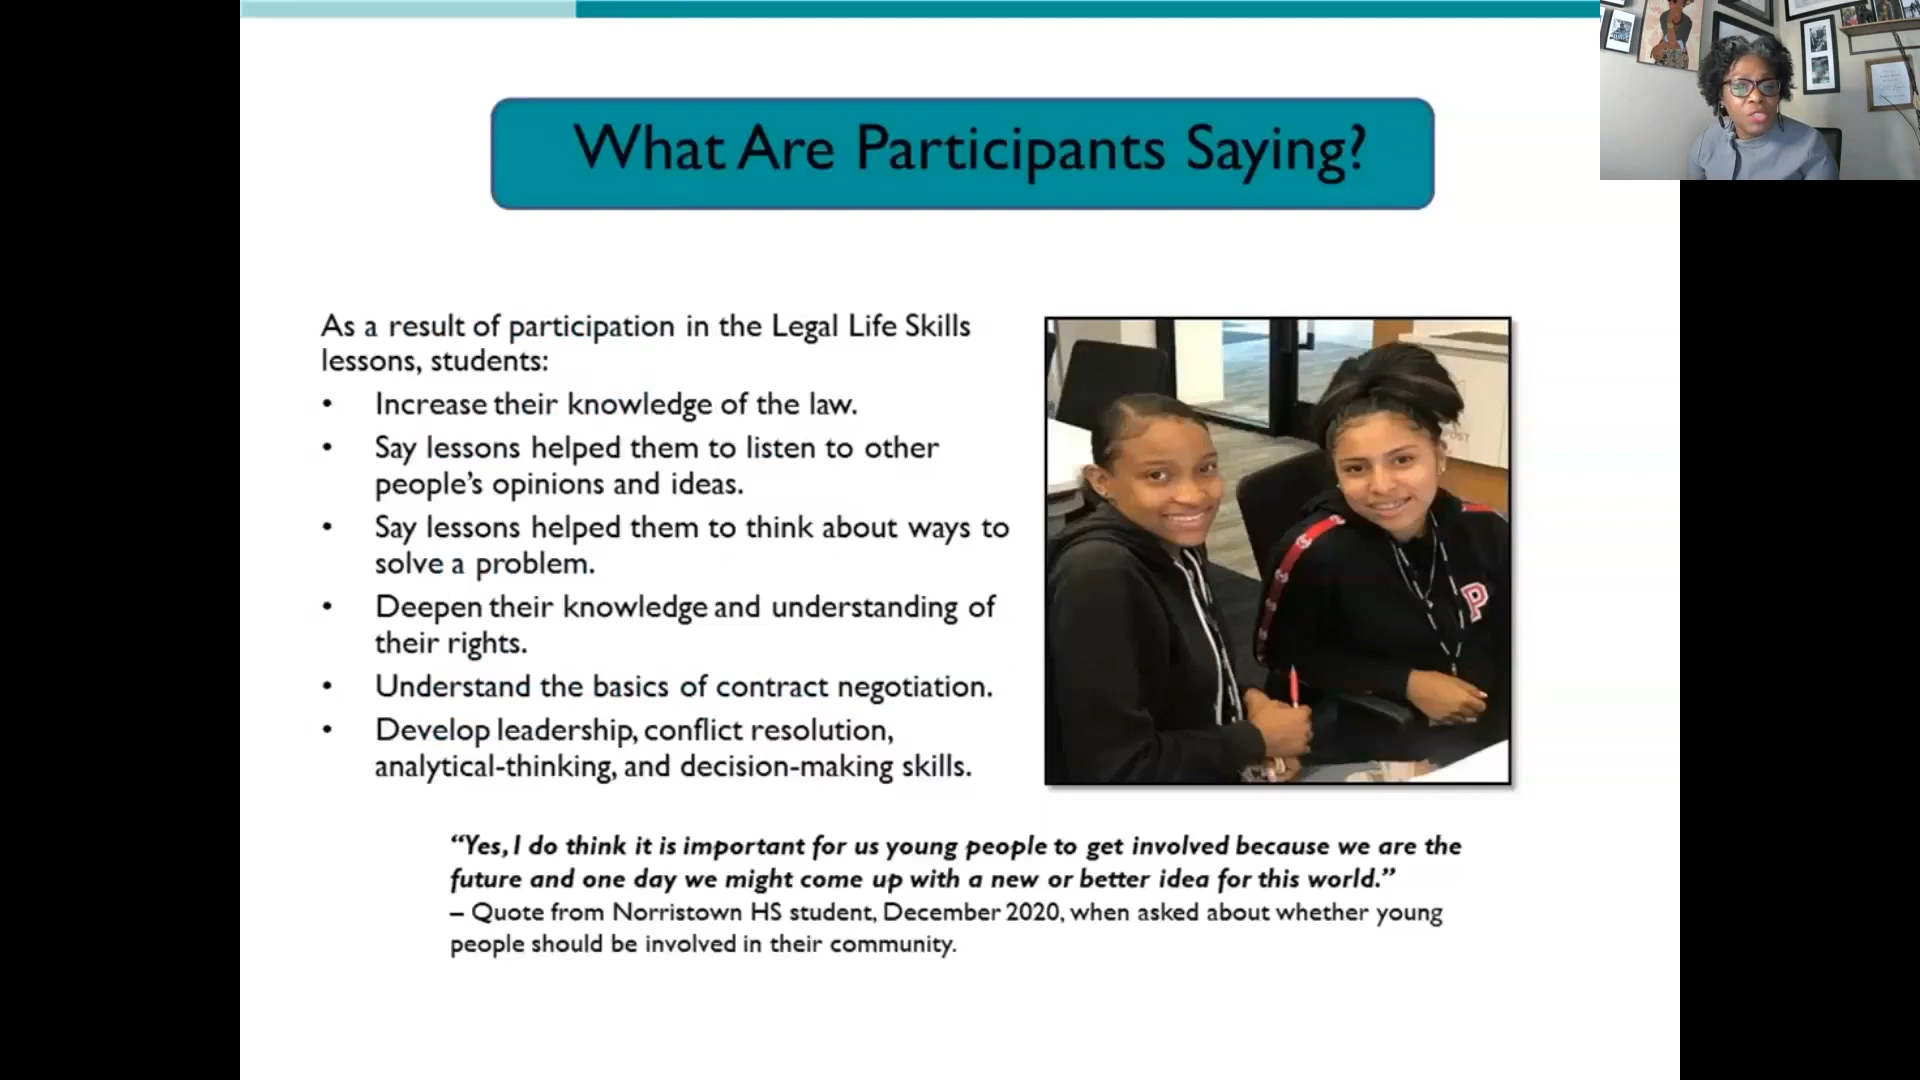 What Are Participants Saying?
As a result of participation in the Legal Life Skills
lessons, students:
• Increase their knowledge of the law.
• Say lessons helped them to listen to other
people’s opinions and ideas.
• Say lessons helped them to think about ways to
solve a problem.
• Deepen their knowledge and understanding of
their rights.
• Understand the basics of contract negotiation.
• Develop leadership, conflict resolution,
analytical-thinking, and decision-making skills.
P
“Yes, I do think it is important for us young people to get involved because we are the
future and one day we might come up with a new or better idea for this world.”
– Quote from Norristown HS student, December 2020, when asked about whether young
people should be involved in their community.